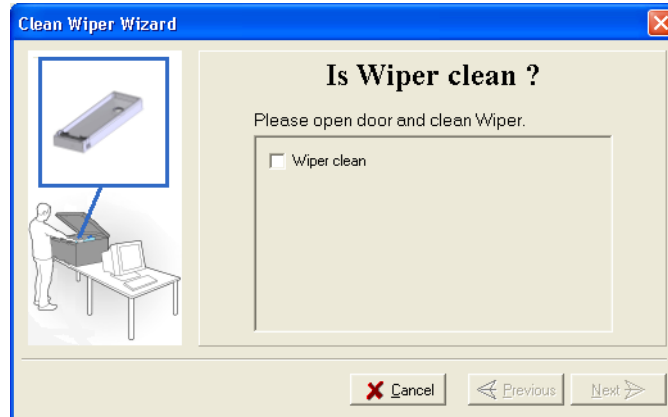 Clean Wiper Wizard
Is Wiper clean ?
Please open door and clean Wiper.
Wiper clean
Cancel
Previous
Next